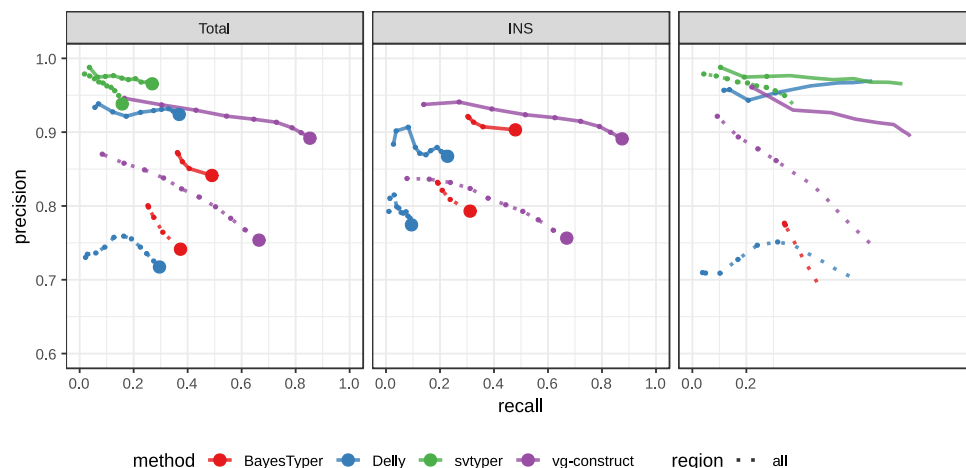 Total INS
precision
1.0
0.9
0.8
0.7
0.6
0.0 0.2 0.4 0.6 0.8 1.0 0.0 0.2 0.4 0.6 0.8 1.0 0.2
recall
method BayesTyper Delly svtyper vg-construct region all